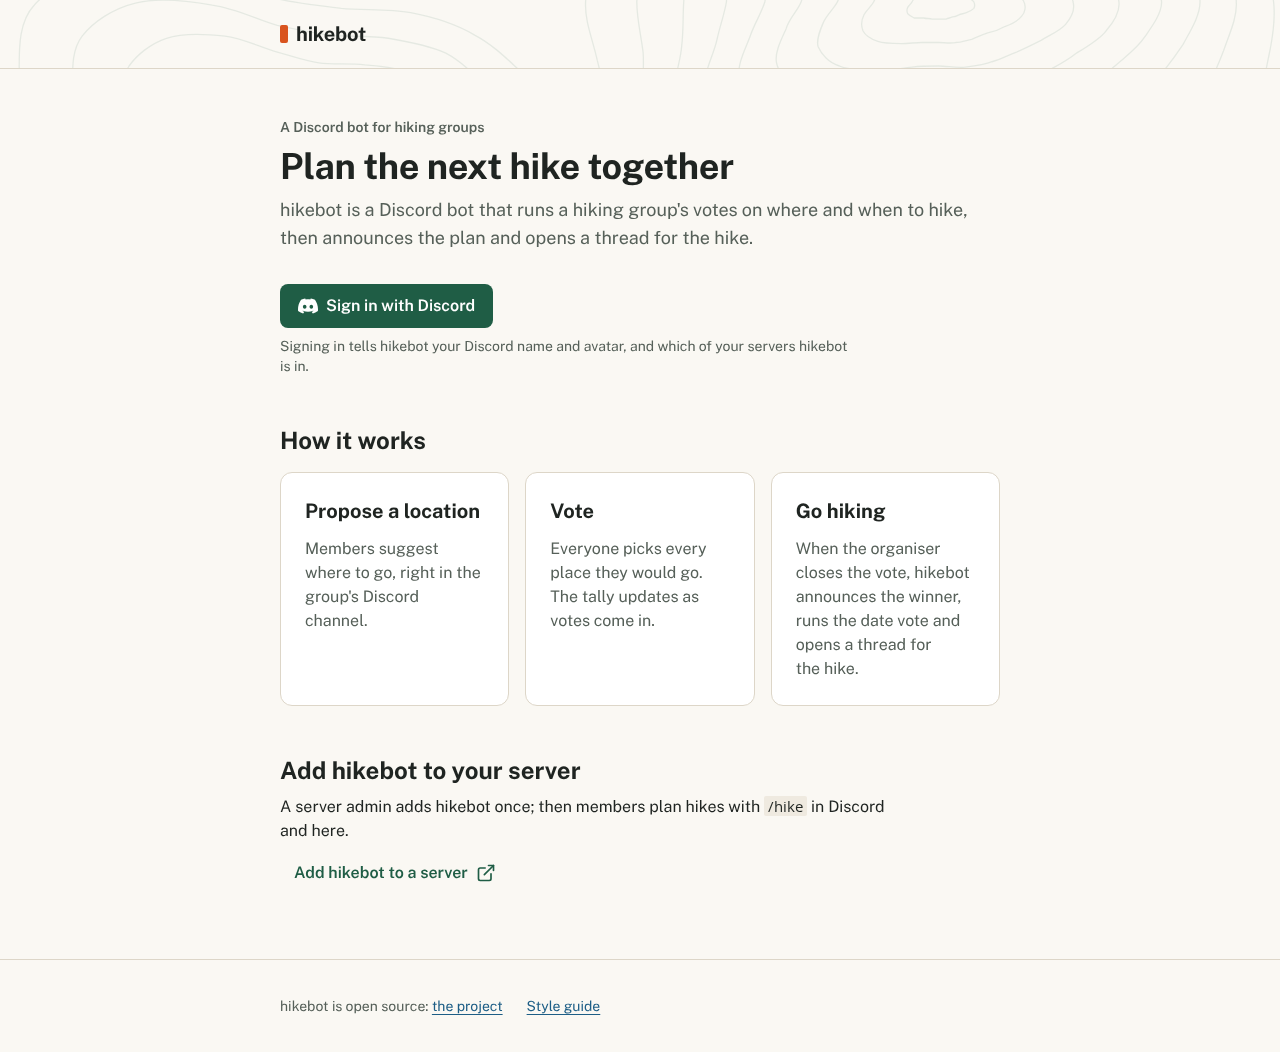 hikebot
A Discord bot for hiking groups
Plan the next hike together
hikebot is a Discord bot that runs a hiking group's votes on where and when to hike,
then announces the plan and opens a thread for the hike.
Sign in with Discord
Signing in tells hikebot your Discord name and avatar, and which of your servers hikebot
is in.
How it works
Propose a location
Members suggest
where to go, right in the
group's Discord
channel.
Vote
Everyone picks every
place they would go.
The tally updates as
votes come in.
Go hiking
When the organiser
closes the vote, hikebot
announces the winner,
runs the date vote and
opens a thread for
the hike.
Add hikebot to your server
A server admin adds hikebot once; then members plan hikes with /hike in Discord
and here.
Add hikebot to a server
hikebot is open source: the project Style guide